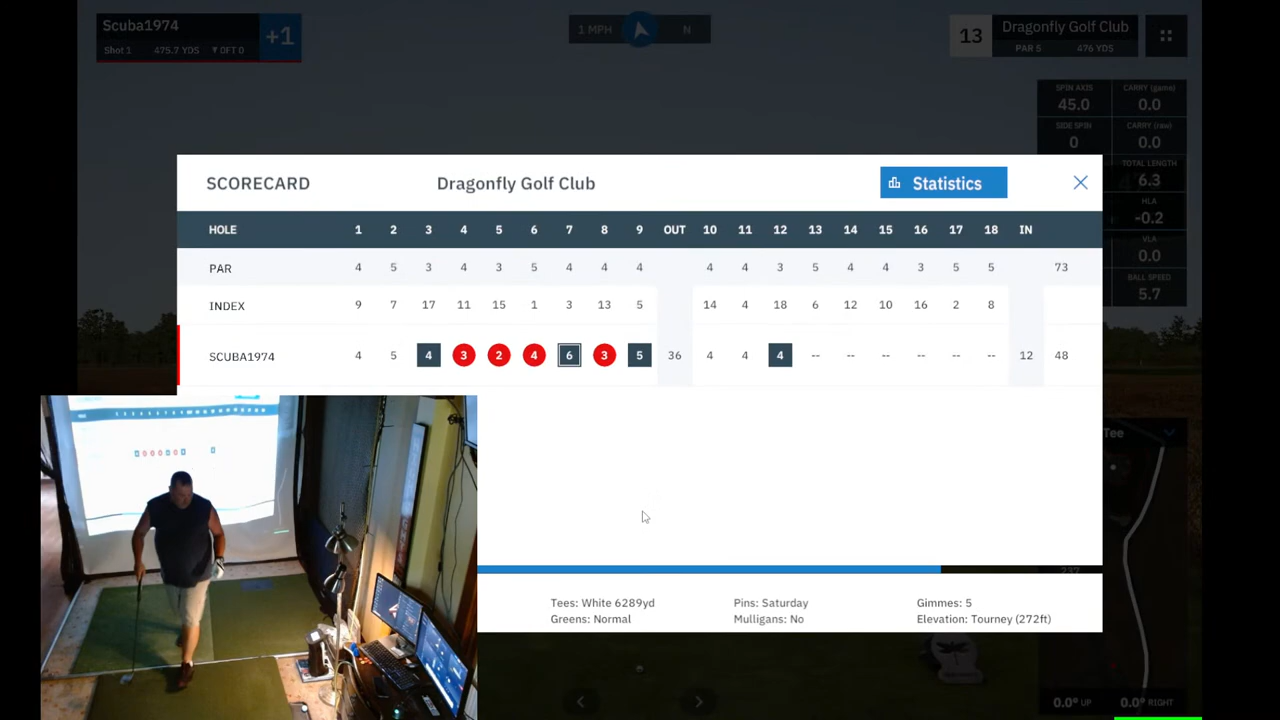 Scuba1974
+1
Shot 1 475.7 YDS ▼0FT 0
1 MPH N
13 Dragonfly Golf Club
PAR 5 476 YDS
SPIN AXIS CARRY (game)
45.0 0.0
SIDE SPIN CARRY (raw)
0 0.0
TOTAL LENGTH
6.3
HLA
-0.2
VLA
0.0
BALL SPEED
5.7
SCORECARD Dragonfly Golf Club Statistics
HOLE 1 2 3 4 5 6 7 8 9 OUT 10 11 12 13 14 15 16 17 18 IN
PAR 4 5 3 4 3 5 4 4 4 4 4 3 5 4 4 3 5 5 73
INDEX 9 7 17 11 15 1 3 13 5 14 4 18 6 12 10 16 2 8
SCUBA1974 4 5 4 3 2 4 6 3 5 36 4 4 4 -- -- -- -- -- -- 12 48
Tee
Tees: White 6289yd Pins: Saturday Gimmes: 5
Greens: Normal Mulligans: No Elevation: Tourney (272ft)
0.0° UP 0.0° RIGHT